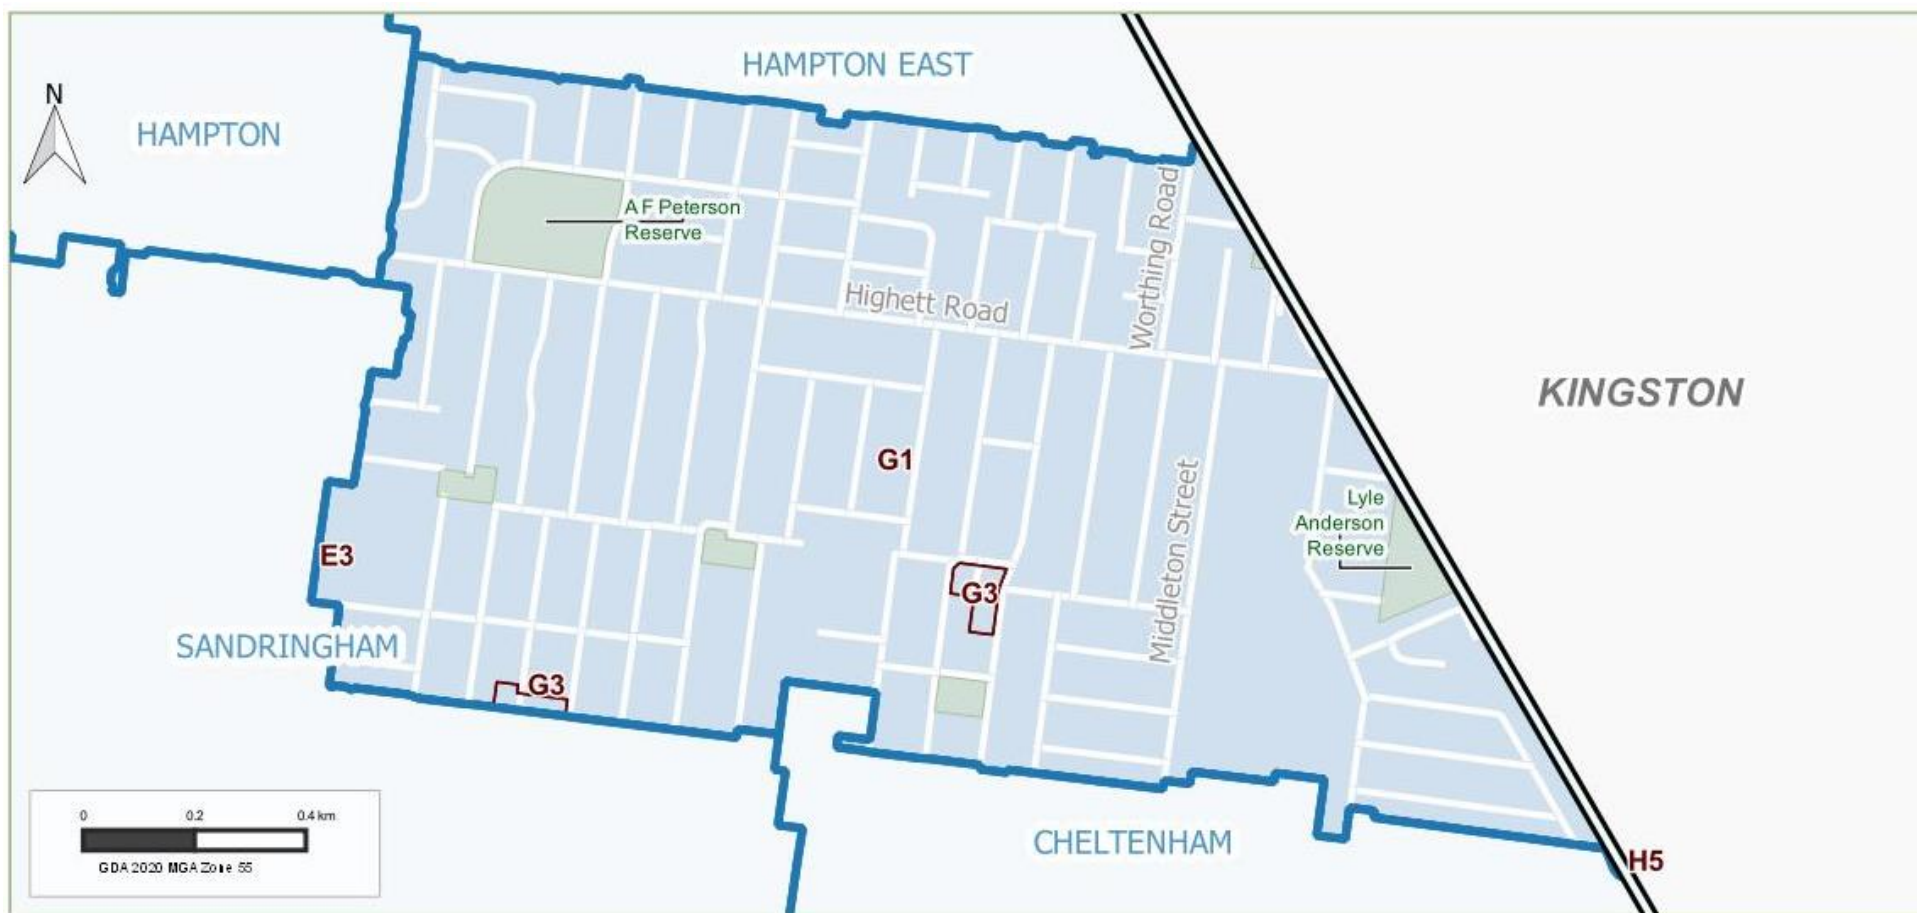 HAMPTON EAST
N
HAMPTON
A F Peterson
Reserve
Worthing Road
Highett Road
KINGSTON
G1
Lyle
Anderson
Reserve
Middleton Street
E3
G3
SANDRINGHAM
G3
0 0.2 0.4 km
GDA 2020 MGA Zone 55
CHELTENHAM
H5